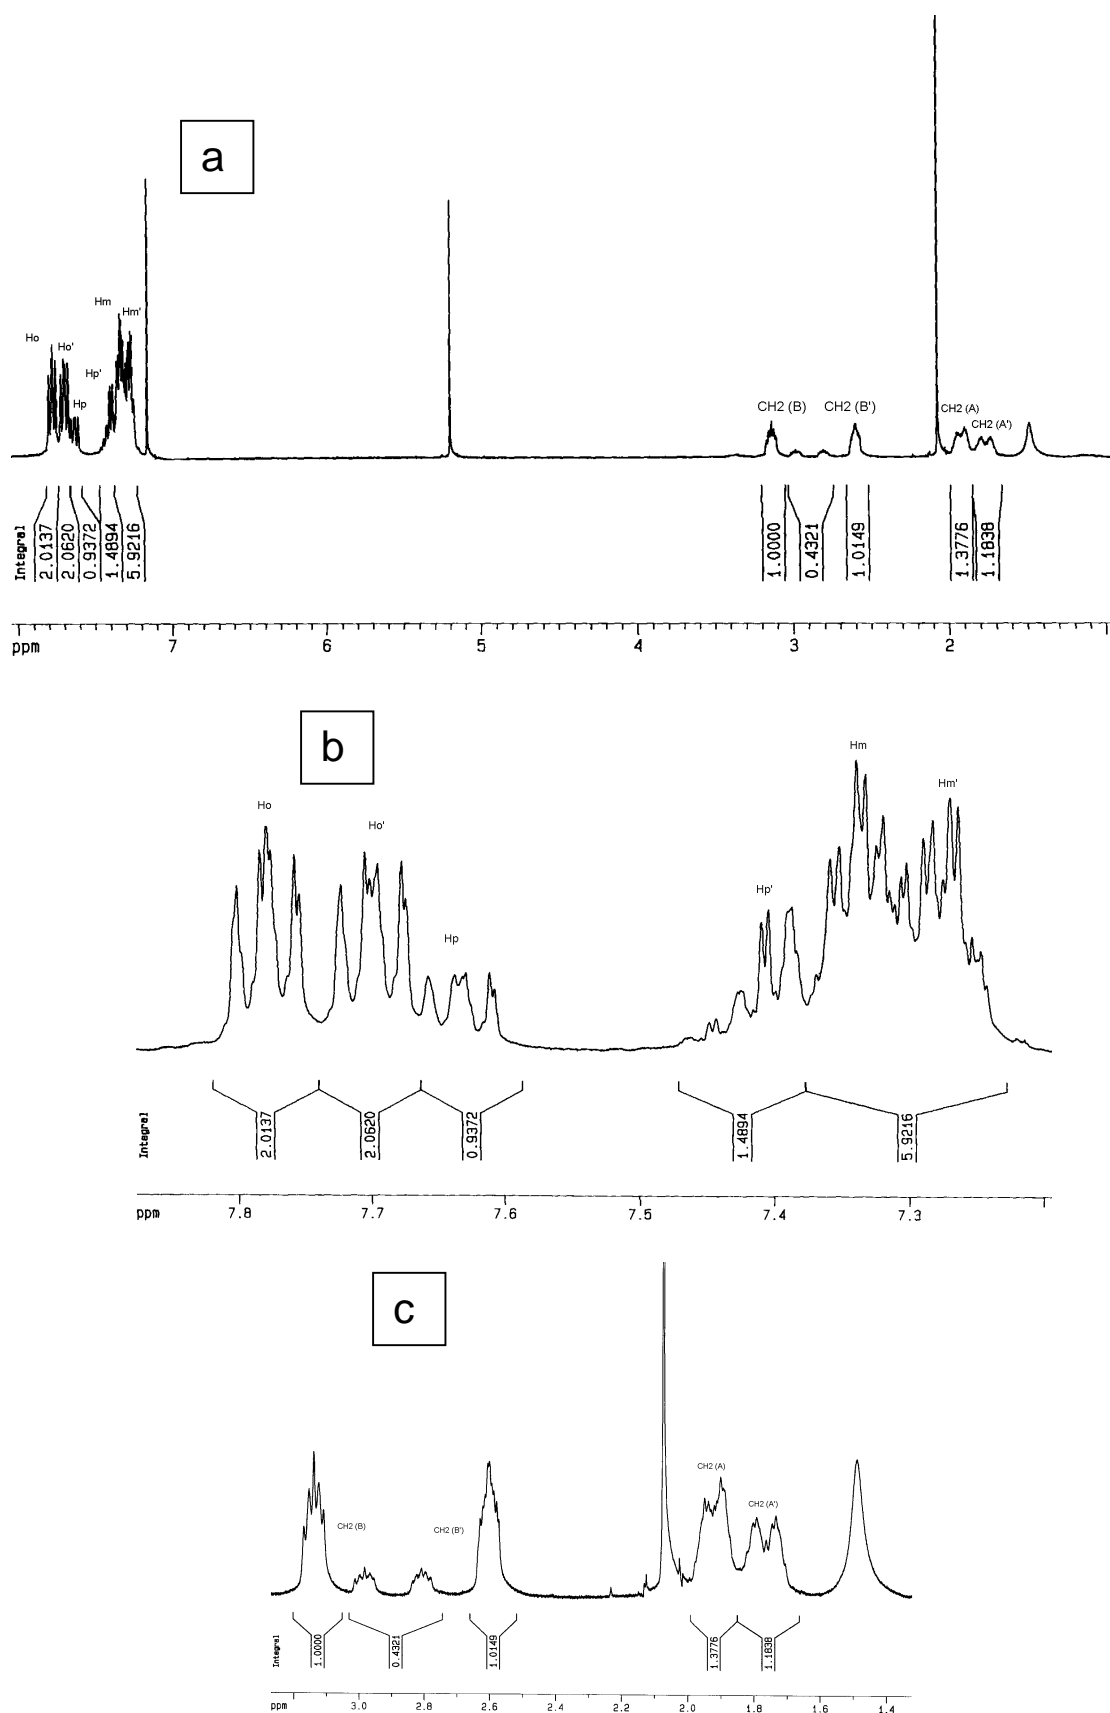 a
Ho
Ho'
Hp
Hp'
Hm
Hm'
CH2 (B)
CH2 (B')
CH2 (A)
CH2 (A')
Integral
2.0137
2.0620
0.9372
1.4894
5.9216
1.0000
0.4321
1.0149
1.3776
1.1838
ppm 7 6 5 4 3 2
b
Ho
Ho'
Hp
Hp'
Hm
Hm'
Integral
2.0137
2.0620
0.9372
1.4894
5.9216
ppm 7.8 7.7 7.6 7.5 7.4 7.3
c
CH2 (B)
CH2 (B')
CH2 (A)
CH2 (A')
Integral
1.0000
0.4321
1.0149
1.3776
1.1838
ppm 3.0 2.8 2.6 2.4 2.2 2.0 1.8 1.6 1.4